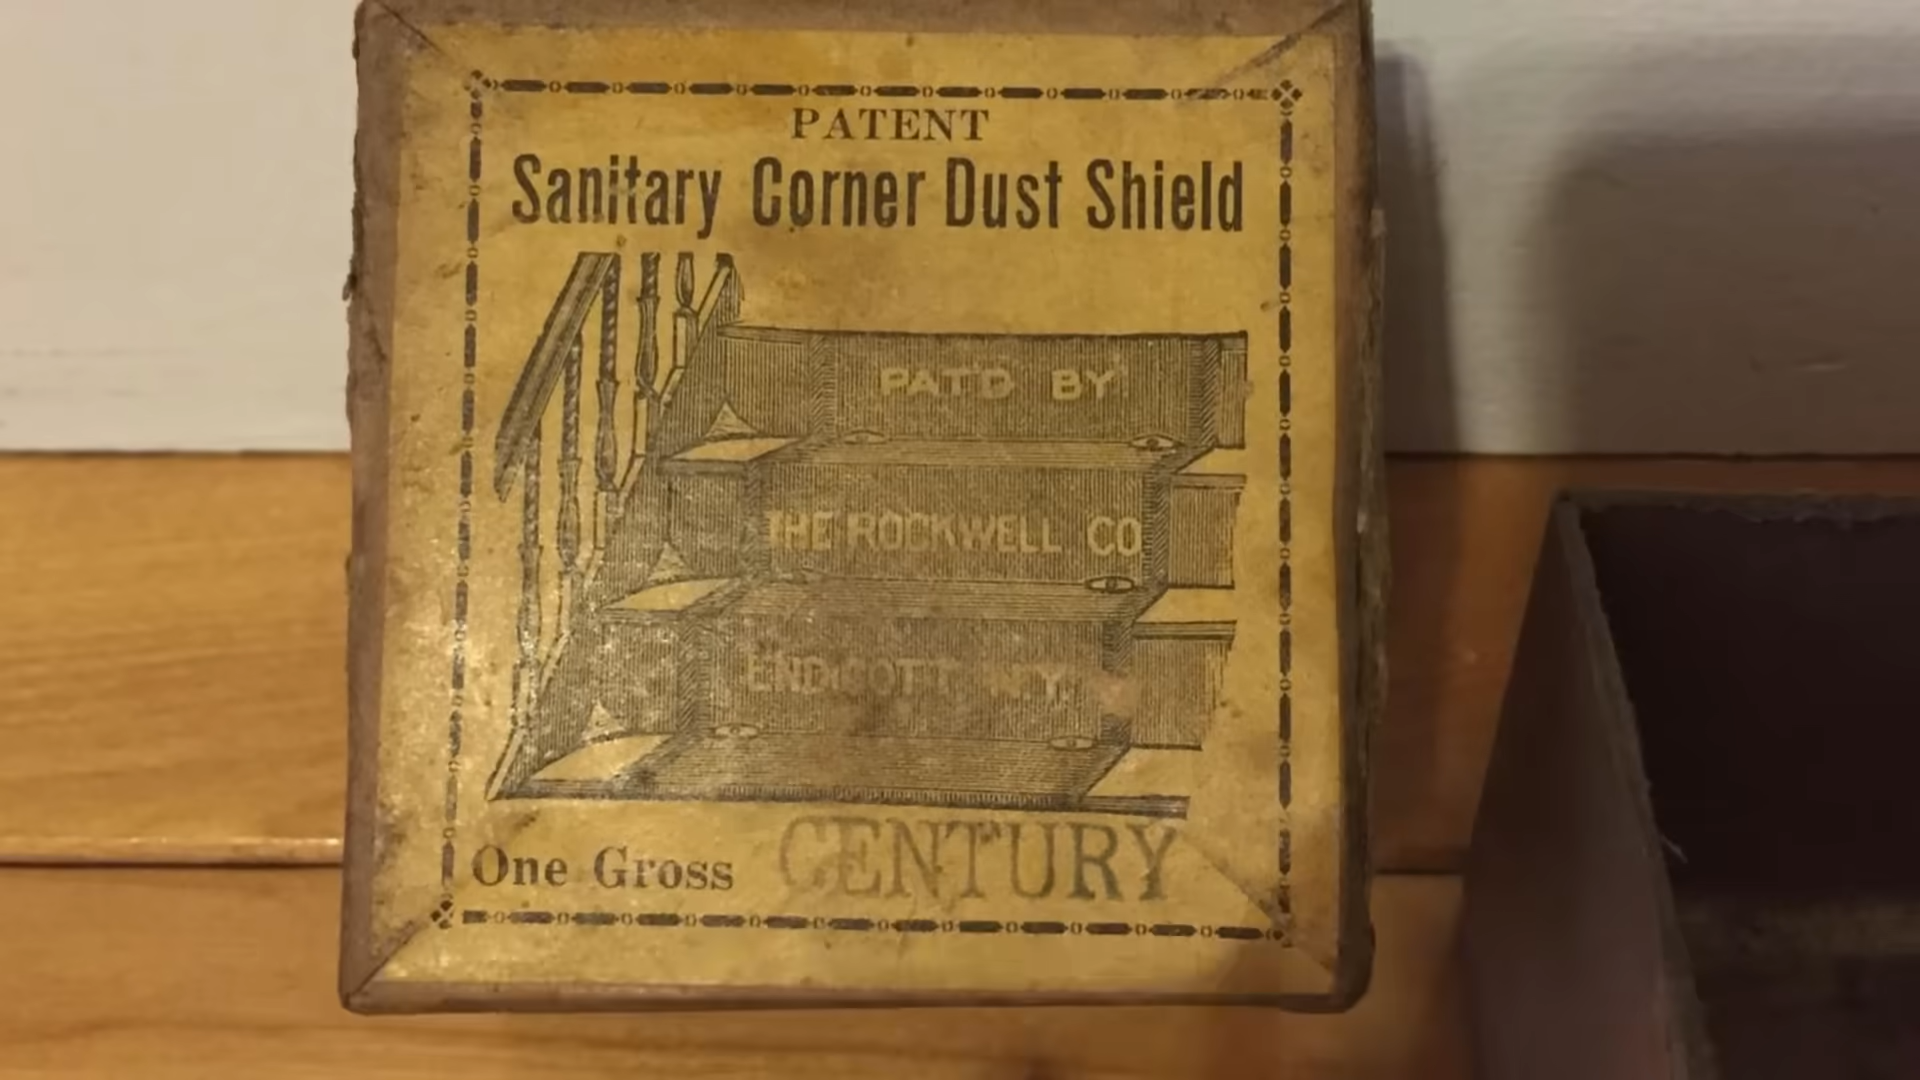 PATENT
Sanitary Corner Dust Shield
PAT'D BY
THE ROCKWELL CO
ENDICOTT N.Y.
One Gross CENTURY